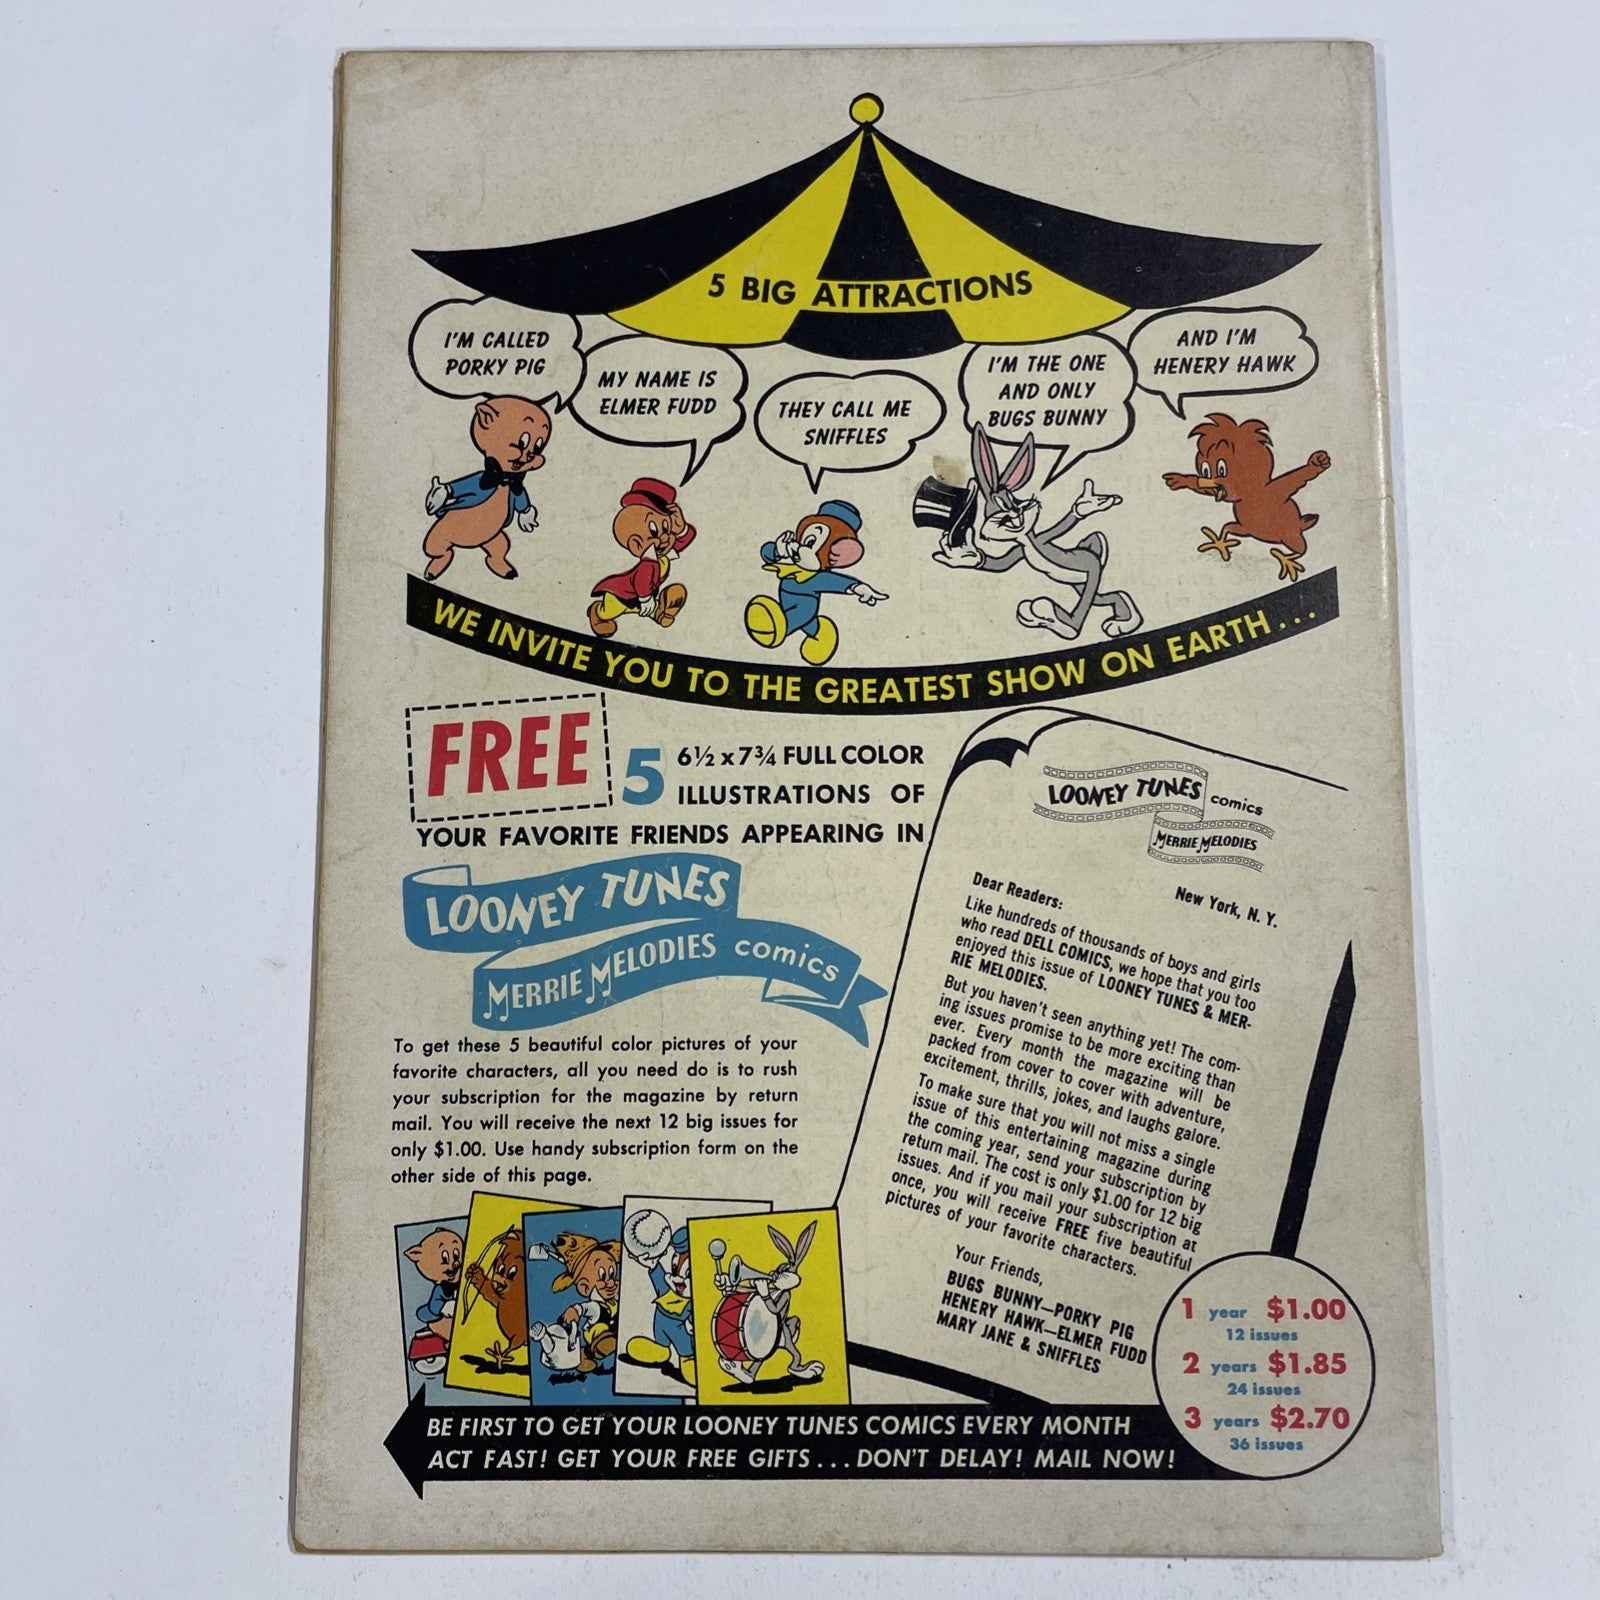 5 BIG ATTRACTIONS
I'M CALLED
PORKY PIG
MY NAME IS
ELMER FUDD
THEY CALL ME
SNIFFLES
I'M THE ONE
AND ONLY
BUGS BUNNY
AND I'M
HENERY HAWK
WE INVITE YOU TO THE GREATEST SHOW ON EARTH...
FREE
5 6½ x 7¾ FULL COLOR
ILLUSTRATIONS OF
YOUR FAVORITE FRIENDS APPEARING IN
LOONEY TUNES
MERRIE MELODIES comics
To get these 5 beautiful color pictures of your
favorite characters, all you need do is to rush
your subscription for the magazine by return
mail. You will receive the next 12 big issues for
only $1.00. Use handy subscription form on the
other side of this page.
LOONEY TUNES comics
MERRIE MELODIES
New York, N. Y.
Dear Readers:
Like hundreds of thousands of boys and girls
who read DELL COMICS, we hope that you too
enjoyed this issue of LOONEY TUNES & MER-
RIE MELODIES.
But you haven't seen anything yet! The com-
ing issues promise to be more exciting than
ever. Every month the magazine will be
packed from cover to cover with adventure,
excitement, thrills, jokes, and laughs galore.
To make sure that you will not miss a single
issue of this entertaining magazine during
the coming year, send your subscription by
return mail. The cost is only $1.00 for 12 big
issues. And if you mail your subscription at
once, you will receive FREE five beautiful
pictures of your favorite characters.
Your Friends,
BUGS BUNNY—PORKY PIG
HENERY HAWK—ELMER FUDD
MARY JANE & SNIFFLES
1 year $1.00
12 issues
2 years $1.85
24 issues
3 years $2.70
36 issues
BE FIRST TO GET YOUR LOONEY TUNES COMICS EVERY MONTH
ACT FAST! GET YOUR FREE GIFTS...DON'T DELAY! MAIL NOW!